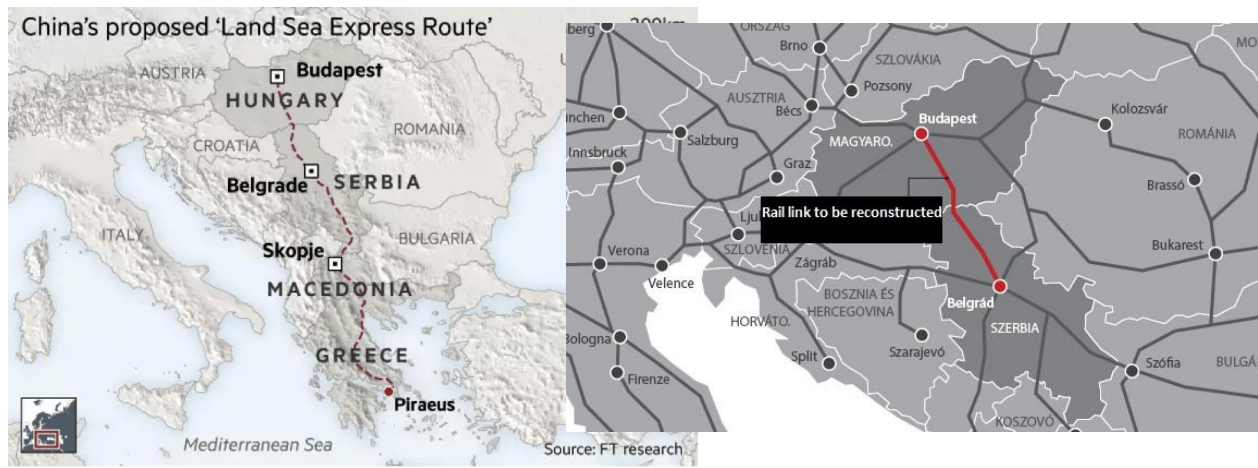 China's proposed 'Land Sea Express Route'
AUSTRIA
Budapest
HUNGARY
CROATIA
ROMANIA
Belgrade
SERBIA
ITALY
BULGARIA
Skopje
MACEDONIA
GREECE
Piraeus
Mediterranean Sea
Source: FT research
ORSZÁG
Brno
SZLOVÁKIA
Pozsony
AUSZTRIA
Bécs
Budapest
MAGYARO.
Kolozsvár
ROMÁNIA
Salzburg
Innsbruck
Graz
Brassó
Rail link to be reconstructed
SZLOVÉNIA
Verona
Velence
Zágráb
Bukarest
BOSZNIA ÉS
HERCEGOVINA
Belgrád
HORVÁTO.
SZERBIA
Bologna
Split
Szarajevó
Szófia
BULGÁ
Firenze
KOSZOVÓ